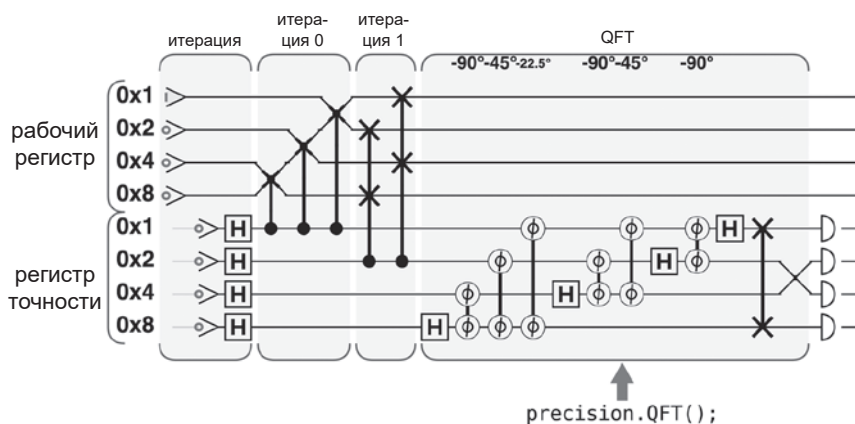 итерация
итера-
ция 0
итера-
ция 1
QFT
-90°-45°-22.5°
-90°-45°
-90°
рабочий
регистр
0x1
0x2
0x4
0x8
регистр
точности
0x1
0x2
0x4
0x8
H
H
H
H
H
H
H
H
ϕ ϕ ϕ
ϕ ϕ ϕ
ϕ ϕ ϕ
ϕ ϕ ϕ
precision.QFT();